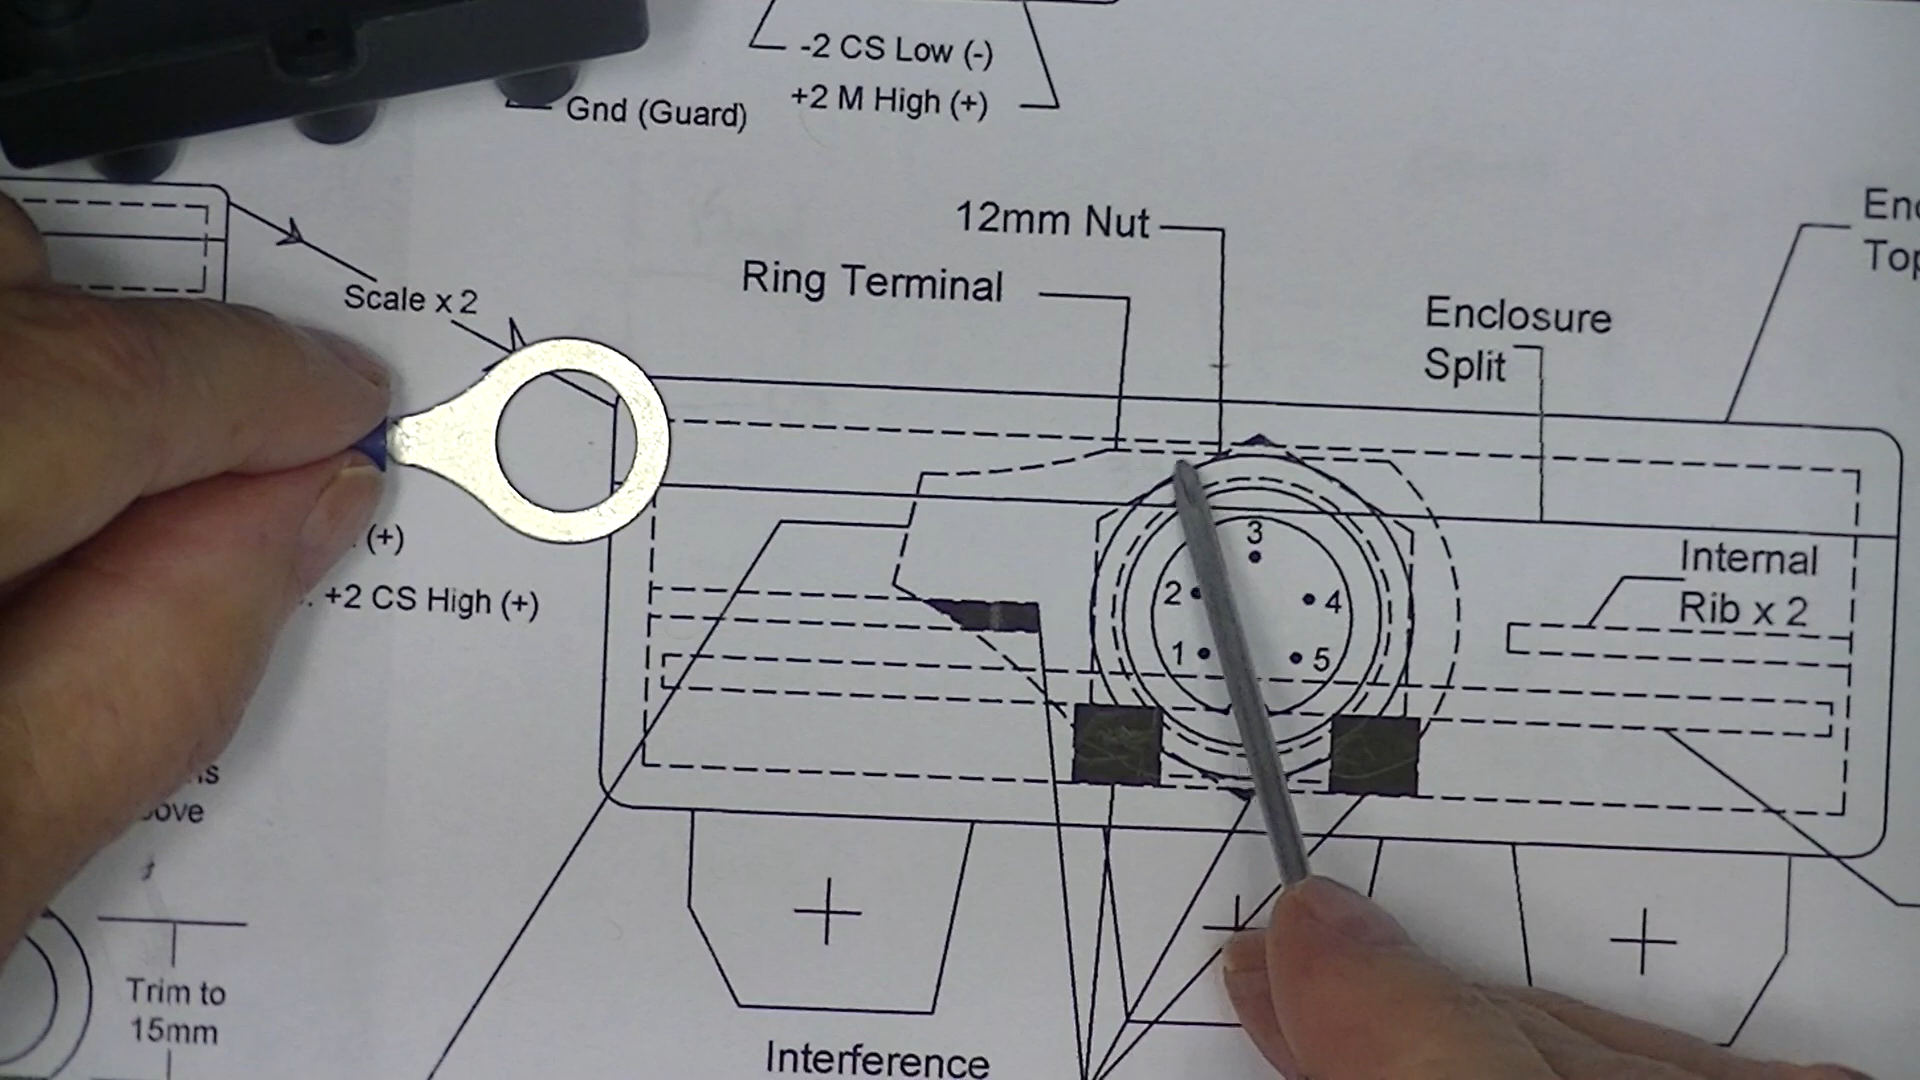 -2 CS Low (-)
+2 M High (+)
Gnd (Guard)
12mm Nut
Ring Terminal
Scale x 2
Enclosure
Split
3
2
4
1
5
Internal
Rib x 2
(+)
+2 CS High (+)
Trim to
15mm
Interference